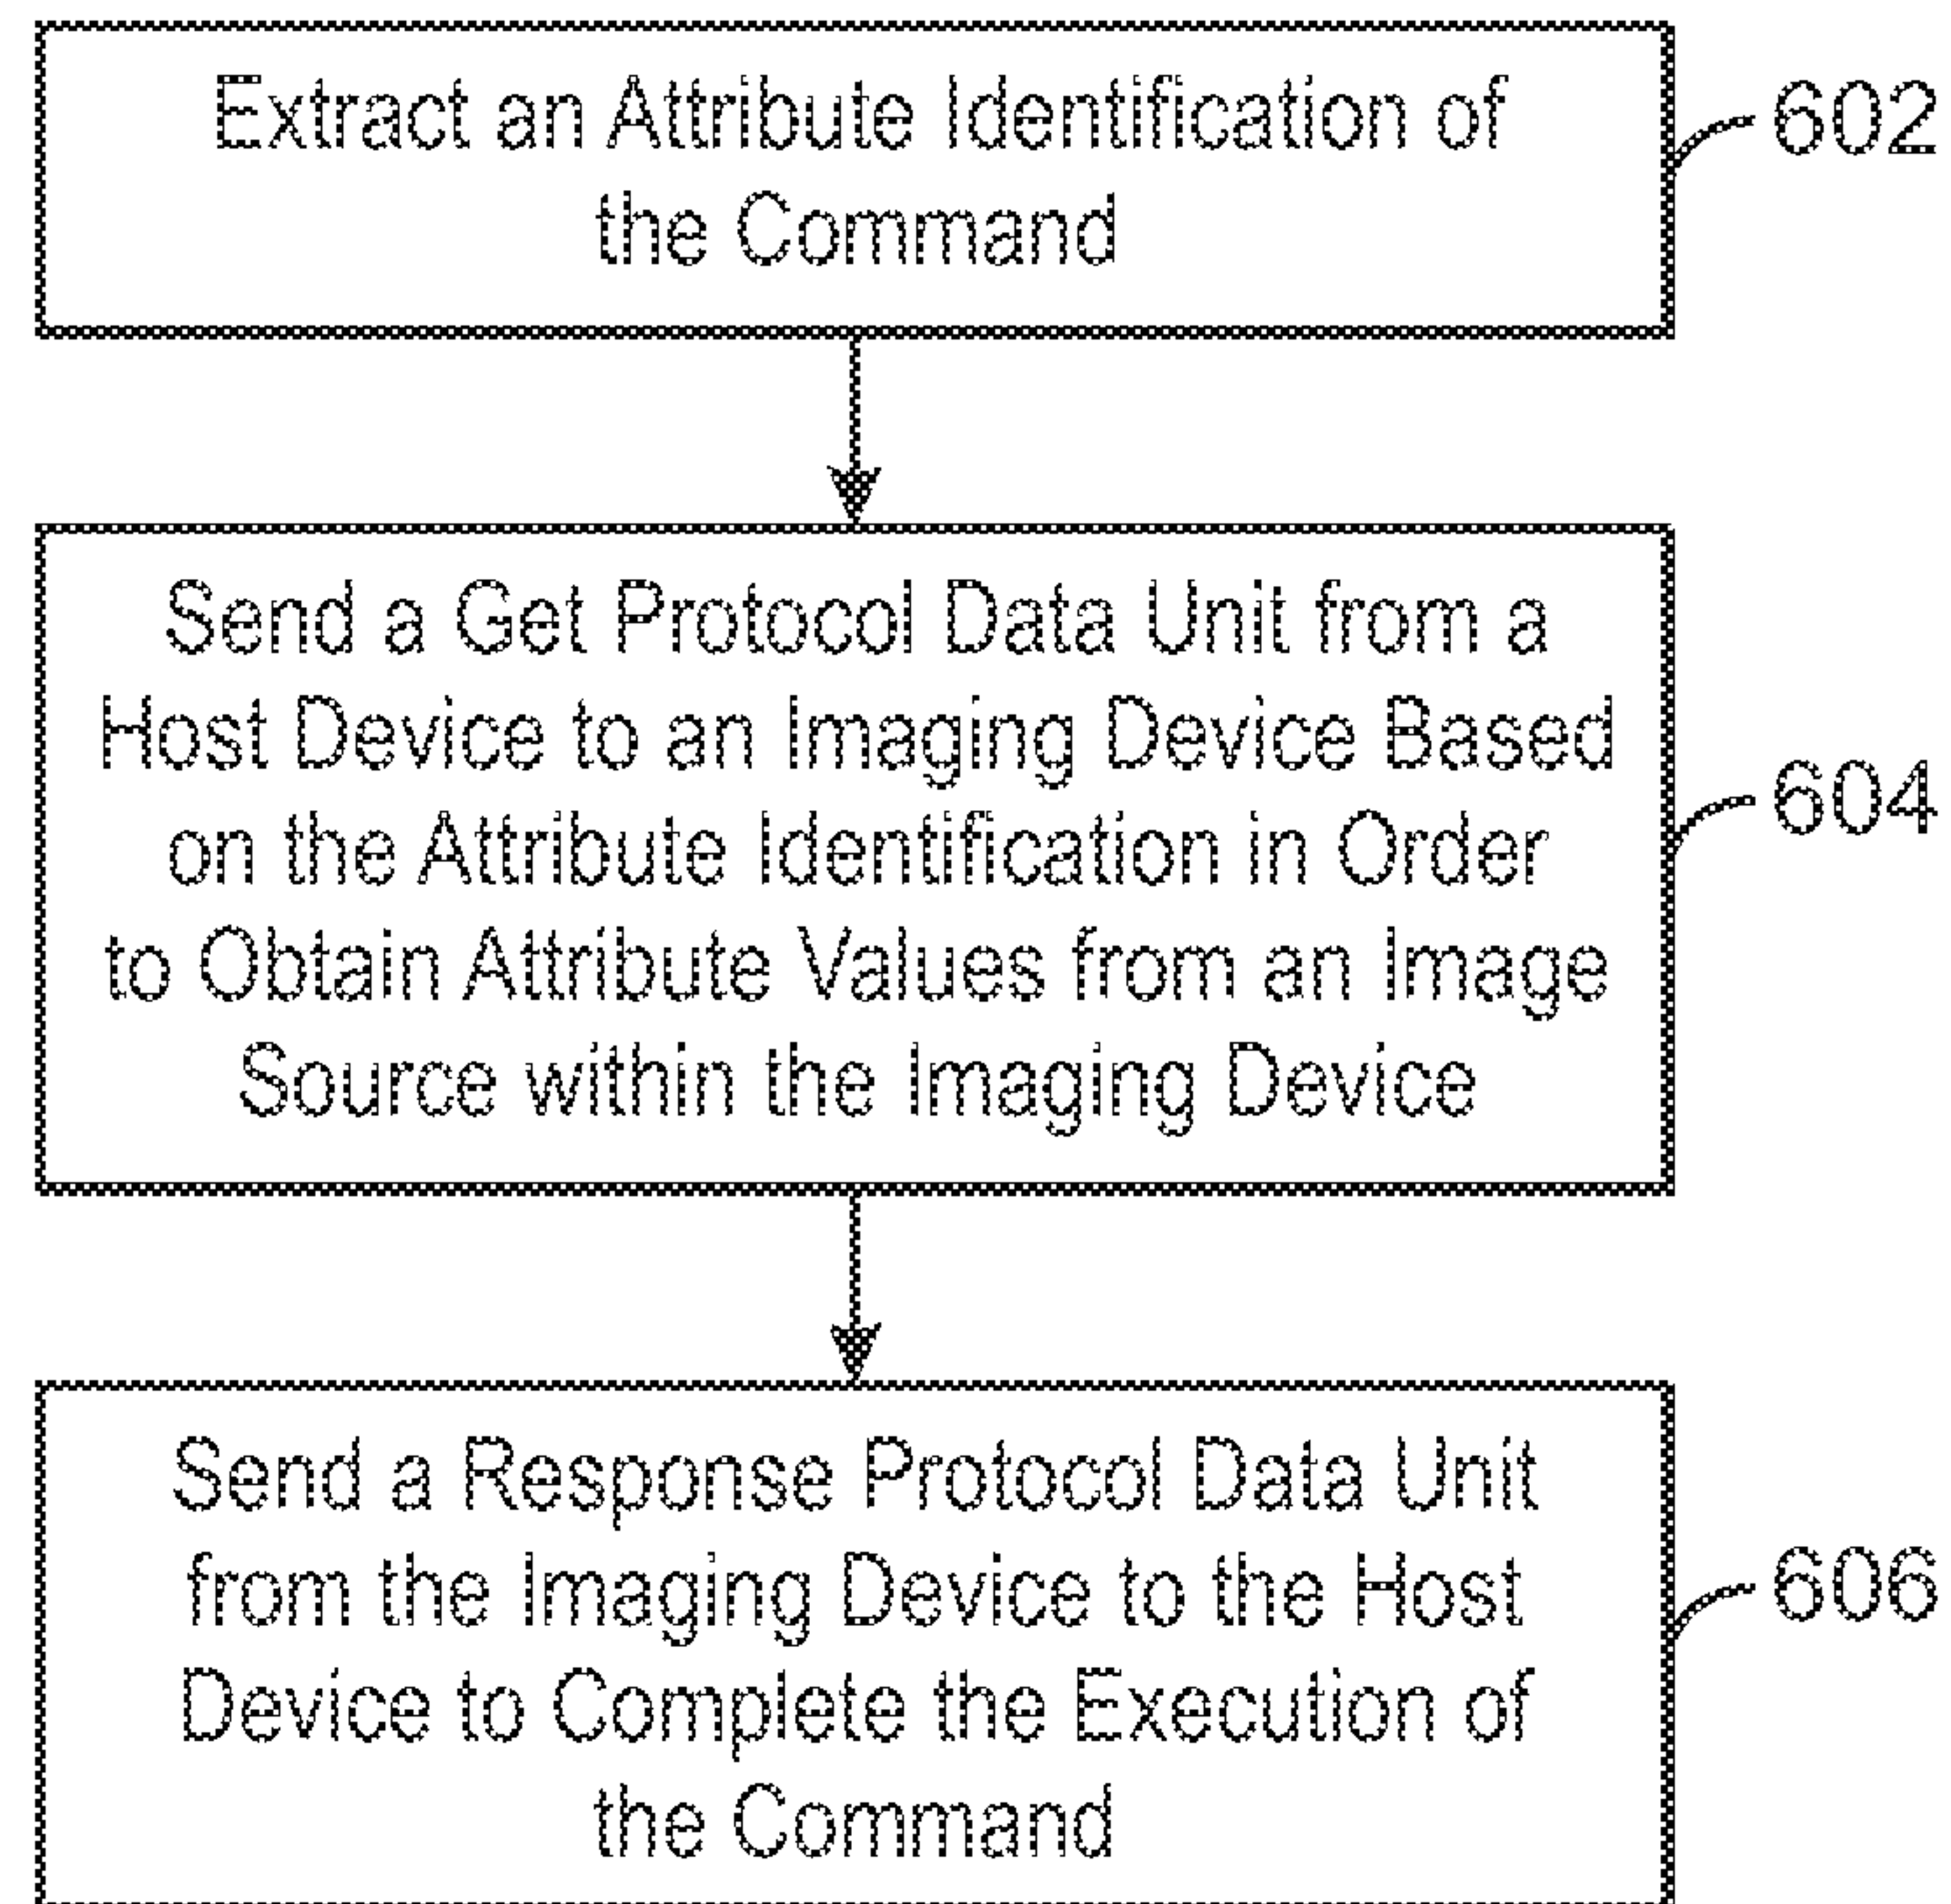 Extract an Attribute Identification of
the Command
602
Send a Get Protocol Data Unit from a
Host Device to an Imaging Device Based
on the Attribute Identification in Order
to Obtain Attribute Values from an Image
Source within the Imaging Device
604
Send a Response Protocol Data Unit
from the Imaging Device to the Host
Device to Complete the Execution of
the Command
606